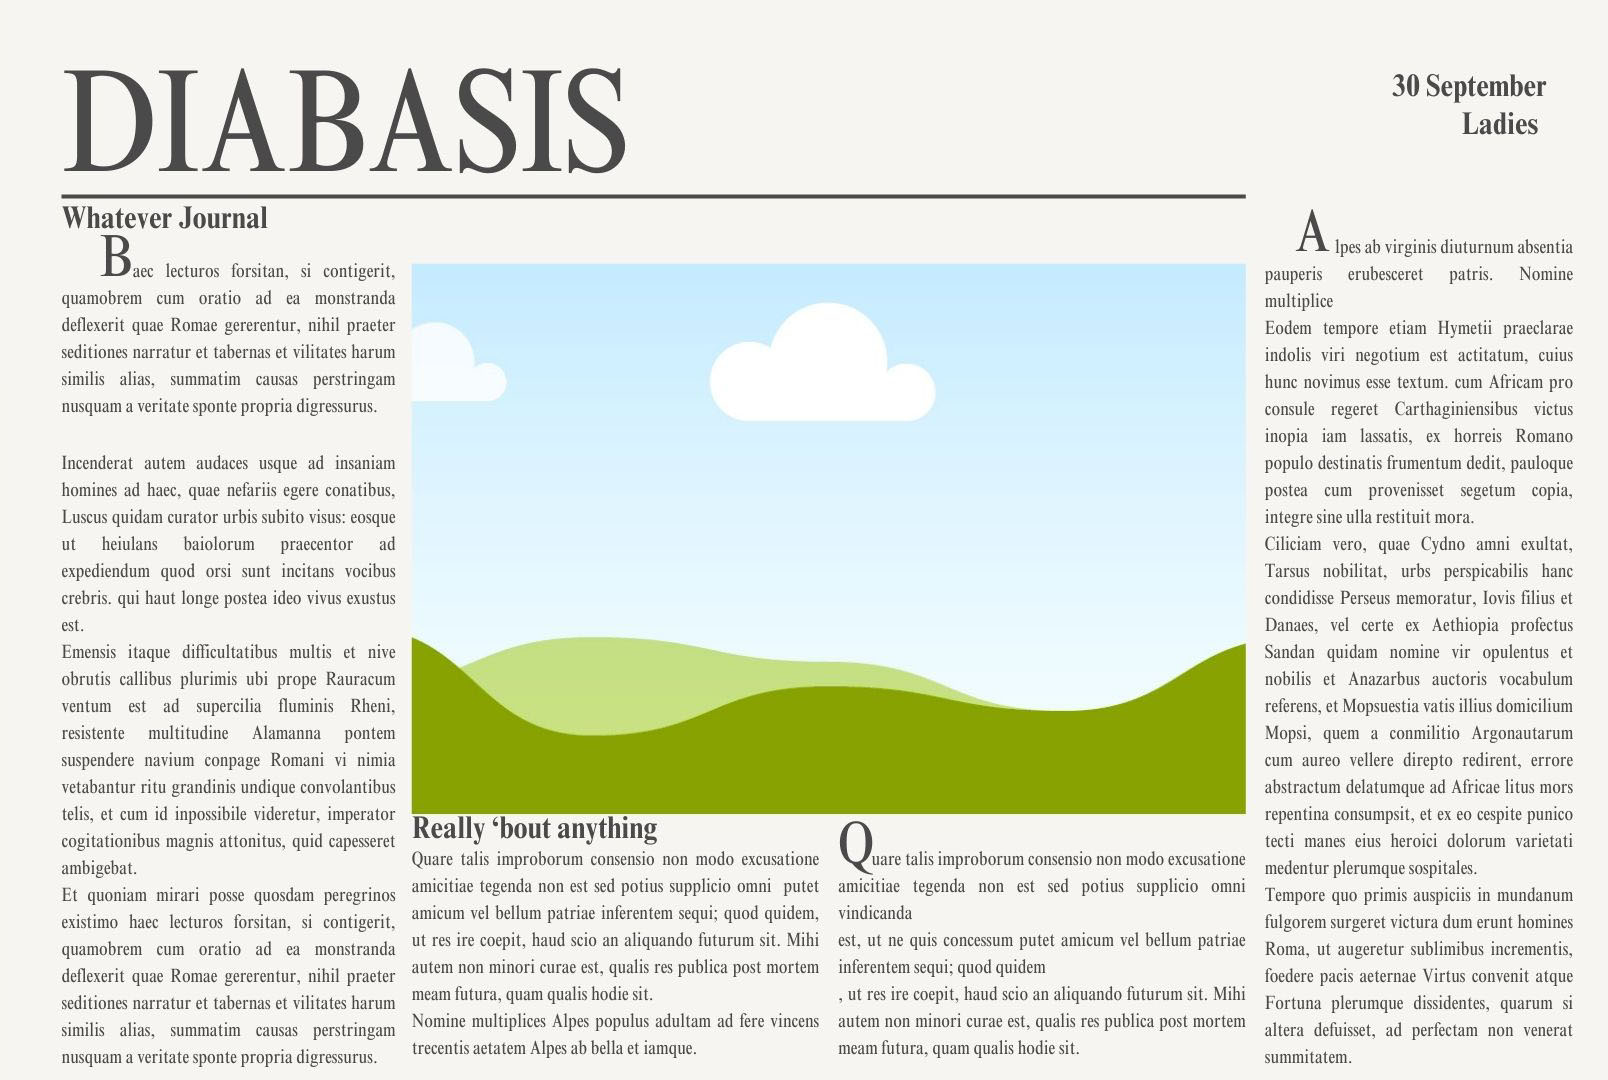 DIABASIS
30 September
Ladies
Whatever Journal
Baec lecturos forsitan, si contigerit,
quamobrem cum oratio ad ea monstranda
deflexerit quae Romae gererentur, nihil praeter
seditiones narratur et tabernas et vilitates harum
similis alias, summatim causas perstringam
nusquam a veritate sponte propria digressurus.
Incenderat autem audaces usque ad insaniam
homines ad haec, quae nefariis egere conatibus,
Luscus quidam curator urbis subito visus: eosque
ut heiulans baiolorum praecentor ad
expediendum quod orsi sunt incitans vocibus
crebris. qui haut longe postea ideo vivus exustus
est.
Emensis itaque difficultatibus multis et nive
obrutis callibus plurimis ubi prope Rauracum
ventum est ad supercilia fluminis Rheni,
resistente multitudine Alamanna pontem
suspendere navium conpage Romani vi nimia
vetabantur ritu grandinis undique convolantibus
telis, et cum id inpossibile videretur, imperator
cogitationibus magnis attonitus, quid capesseret
ambigebat.
Et quoniam mirari posse quosdam peregrinos
existimo haec lecturos forsitan, si contigerit,
quamobrem cum oratio ad ea monstranda
deflexerit quae Romae gererentur, nihil praeter
seditiones narratur et tabernas et vilitates harum
similis alias, summatim causas perstringam
nusquam a veritate sponte propria digressurus.
Really ‘bout anything
Quare talis improborum consensio non modo excusatione
amicitiae tegenda non est sed potius supplicio omni putet
amicum vel bellum patriae inferentem sequi; quod quidem,
ut res ire coepit, haud scio an aliquando futurum sit. Mihi
autem non minori curae est, qualis res publica post mortem
meam futura, quam qualis hodie sit.
Nomine multiplices Alpes populus adultam ad fere vincens
trecentis aetatem Alpes ab bella et iamque.
Quare talis improborum consensio non modo excusatione
amicitiae tegenda non est sed potius supplicio omni
vindicanda
est, ut ne quis concessum putet amicum vel bellum patriae
inferentem sequi; quod quidem
, ut res ire coepit, haud scio an aliquando futurum sit. Mihi
autem non minori curae est, qualis res publica post mortem
meam futura, quam qualis hodie sit.
Alpes ab virginis diuturnum absentia
pauperis erubesceret patris. Nomine
multiplice
Eodem tempore etiam Hymetii praeclarae
indolis viri negotium est actitatum, cuius
hunc novimus esse textum. cum Africam pro
consule regeret Carthaginiensibus victus
inopia iam lassatis, ex horreis Romano
populo destinatis frumentum dedit, pauloque
postea cum provenisset segetum copia,
integre sine ulla restituit mora.
Ciliciam vero, quae Cydno amni exultat,
Tarsus nobilitat, urbs perspicabilis hanc
condidisse Perseus memoratur, Iovis filius et
Danaes, vel certe ex Aethiopia profectus
Sandan quidam nomine vir opulentus et
nobilis et Anazarbus auctoris vocabulum
referens, et Mopsuestia vatis illius domicilium
Mopsi, quem a conmilitio Argonautarum
cum aureo vellere direpto redirent, errore
abstractum delatumque ad Africae litus mors
repentina consumpsit, et ex eo cespite punico
tecti manes eius heroici dolorum varietati
medentur plerumque sospitales.
Tempore quo primis auspiciis in mundanum
fulgorem surgeret victura dum erunt homines
Roma, ut augeretur sublimibus incrementis,
foedere pacis aeternae Virtus convenit atque
Fortuna plerumque dissidentes, quarum si
altera defuisset, ad perfectam non venerat
summitatem.